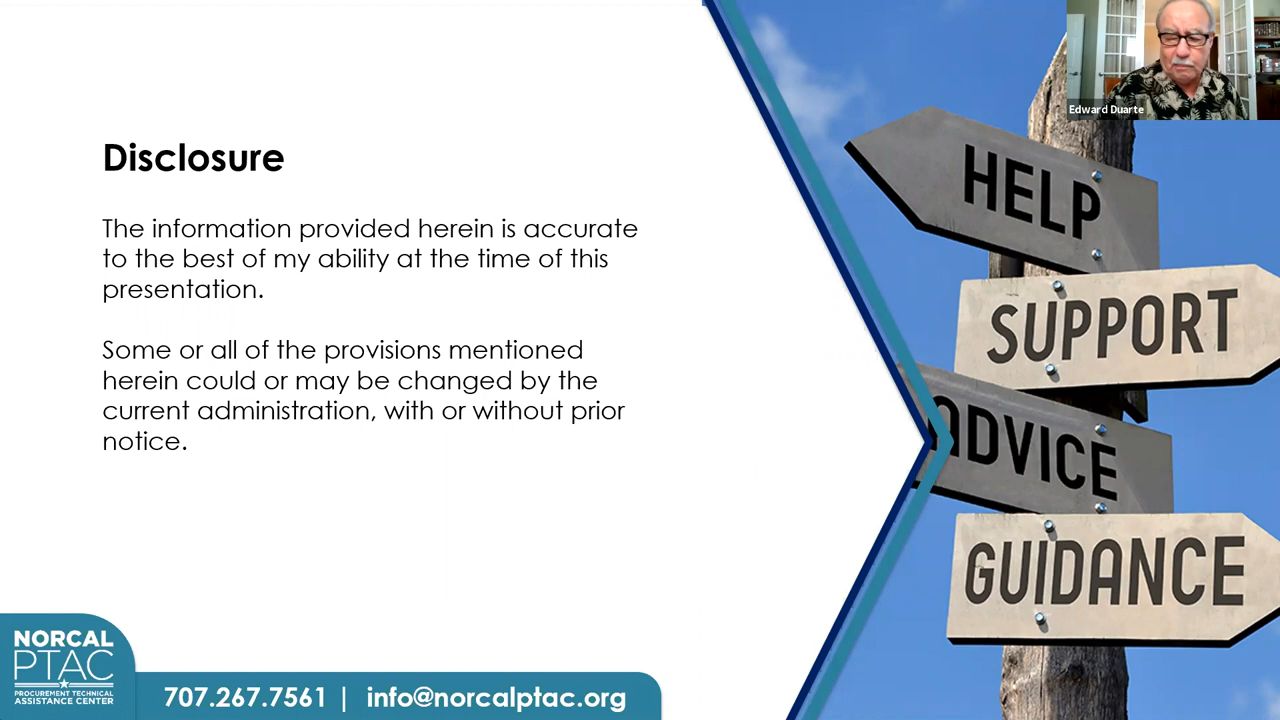 Disclosure
The information provided herein is accurate
to the best of my ability at the time of this
presentation.
Some or all of the provisions mentioned
herein could or may be changed by the
current administration, with or without prior
notice.
Edward Duarte
HELP
SUPPORT
ADVICE
GUIDANCE
NORCAL
PTAC
PROCUREMENT TECHNICAL
ASSISTANCE CENTER
707.267.7561 | info@norcalptac.org